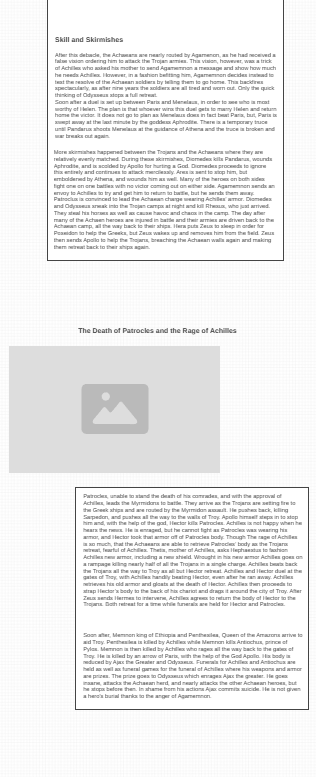 Skill and Skirmishes
After this debacle, the Achaeans are nearly routed by Agamenon, as he had received a
false vision ordering him to attack the Trojan armies. This vision, however, was a trick
of Achilles who asked his mother to send Agamemnon a message and show how much
he needs Achilles. However, in a fashion befitting him, Agamemnon decides instead to
test the resolve of the Achaean soldiers by telling them to go home. This backfires
spectacularly, as after nine years the soldiers are all tired and worn out. Only the quick
thinking of Odysseus stops a full retreat.
Soon after a duel is set up between Paris and Menelaus, in order to see who is most
worthy of Helen. The plan is that whoever wins this duel gets to marry Helen and return
home the victor. It does not go to plan as Menelaus does in fact beat Paris, but, Paris is
swept away at the last minute by the goddess Aphrodite. There is a temporary truce
until Pandarus shoots Menelaus at the guidance of Athena and the truce is broken and
war breaks out again.
More skirmishes happened between the Trojans and the Achaeans where they are
relatively evenly matched. During these skirmishes, Diomedes kills Pandarus, wounds
Aphrodite, and is scolded by Apollo for hurting a God. Diomedes proceeds to ignore
this entirely and continues to attack mercilessly. Ares is sent to stop him, but
emboldened by Athena, and wounds him as well. Many of the heroes on both sides
fight one on one battles with no victor coming out on either side. Agamemnon sends an
envoy to Achilles to try and get him to return to battle, but he sends them away.
Patroclus is convinced to lead the Achaean charge wearing Achilles' armor. Diomedes
and Odysseus sneak into the Trojan camps at night and kill Rhesus, who just arrived.
They steal his horses as well as cause havoc and chaos in the camp. The day after
many of the Achaean heroes are injured in battle and their armies are driven back to the
Achaean camp, all the way back to their ships. Hera puts Zeus to sleep in order for
Poseidon to help the Greeks, but Zeus wakes up and removes him from the field. Zeus
then sends Apollo to help the Trojans, breaching the Achaean walls again and making
them retreat back to their ships again.
The Death of Patrocles and the Rage of Achilles
Patroclus, unable to stand the death of his comrades, and with the approval of
Achilles, leads the Myrmidons to battle. They arrive as the Trojans are setting fire to
the Greek ships and are routed by the Myrmidon assault. He pushes back, killing
Sarpedon, and pushes all the way to the walls of Troy. Apollo himself steps in to stop
him and, with the help of the god, Hector kills Patrocles. Achilles is not happy when he
hears the news. He is enraged, but he cannot fight as Patroclus was wearing his
armor, and Hector took that armor off of Patrocles body. Though The rage of Achilles
is so much, that the Achaeans are able to retrieve Patrocles' body as the Trojans
retreat, fearful of Achilles. Thetis, mother of Achilles, asks Hephaestus to fashion
Achilles new armor, including a new shield. Wrought in his new armor Achilles goes on
a rampage killing nearly half of all the Trojans in a single charge. Achilles beats back
the Trojans all the way to Troy as all but Hector retreat. Achilles and Hector duel at the
gates of Troy, with Achilles handily beating Hector, even after he ran away. Achilles
retrieves his old armor and gloats at the death of Hector. Achilles then proceeds to
strap Hector's body to the back of his chariot and drags it around the city of Troy. After
Zeus sends Hermes to intervene, Achilles agrees to return the body of Hector to the
Trojans. Both retreat for a time while funerals are held for Hector and Patrocles.
Soon after, Memnon king of Ethiopia and Penthesilea, Queen of the Amazons arrive to
aid Troy. Penthesilea is killed by Achilles while Memnon kills Antiochus, prince of
Pylos. Memnon is then killed by Achilles who rages all the way back to the gates of
Troy. He is killed by an arrow of Paris, with the help of the God Apollo. His body is
reduced by Ajax the Greater and Odysseus. Funerals for Achilles and Antiochus are
held as well as funeral games for the funeral of Achilles where his weapons and armor
are prizes. The prize goes to Odysseus which enrages Ajax the greater. He goes
insane, attacks the Achaean herd, and nearly attacks the other Achaean heroes, but
he stops before then. In shame from his actions Ajax commits suicide. He is not given
a hero's burial thanks to the anger of Agamemnon.